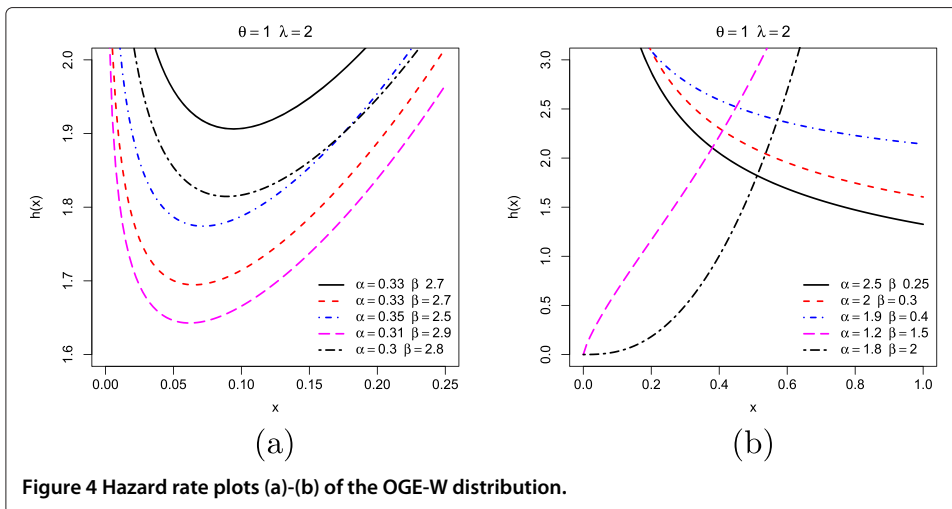 θ = 1 λ = 2
h(x)
2.0
1.9
1.8
1.7
1.6
α = 0.33 β 2.7
α = 0.33 β = 2.7
α = 0.35 β = 2.5
α = 0.31 β = 2.9
α = 0.3 β = 2.8
0.00 0.05 0.10 0.15 0.20 0.25
x
(a)
θ = 1 λ = 2
h(x)
3.0
2.5
2.0
1.5
1.0
0.5
0.0
α = 2.5 β 0.25
α = 2 β = 0.3
α = 1.9 β = 0.4
α = 1.2 β = 1.5
α = 1.8 β = 2
0.0 0.2 0.4 0.6 0.8 1.0
x
(b)
Figure 4 Hazard rate plots (a)-(b) of the OGE-W distribution.